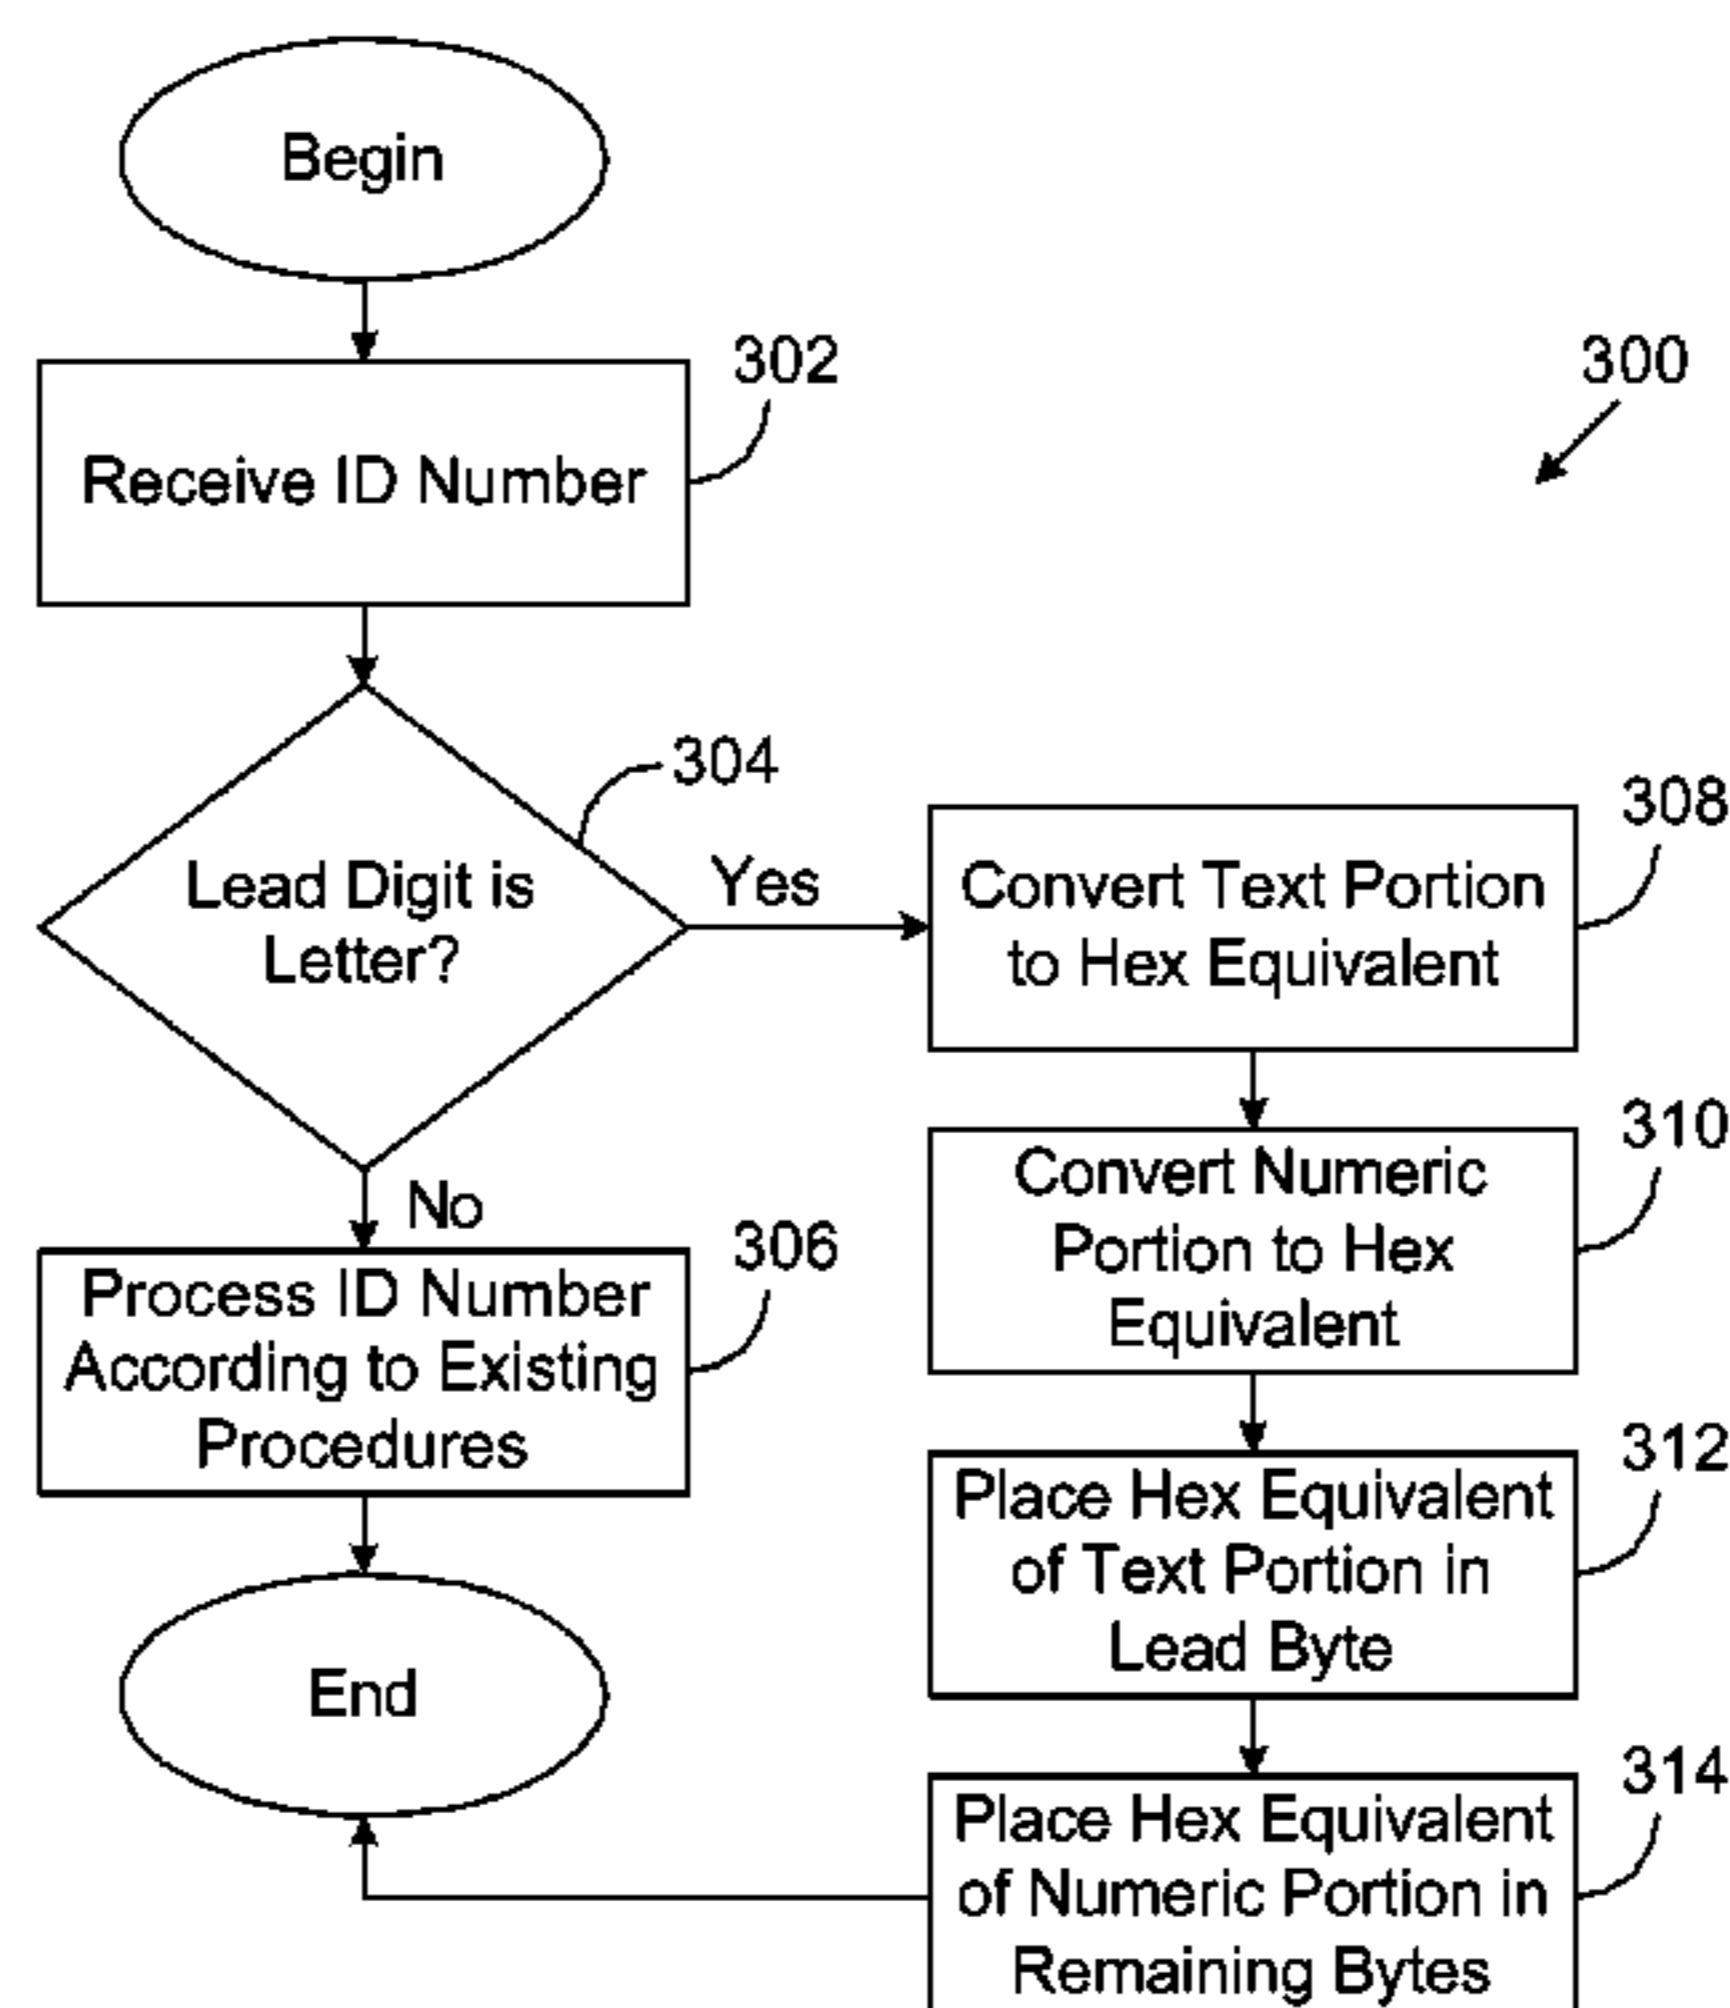 Begin
302
300
Receive ID Number
304
Lead Digit is
Letter?
Yes
No
308
Convert Text Portion
to Hex Equivalent
310
Convert Numeric
Portion to Hex
Equivalent
306
Process ID Number
According to Existing
Procedures
312
Place Hex Equivalent
of Text Portion in
Lead Byte
End
314
Place Hex Equivalent
of Numeric Portion in
Remaining Bytes